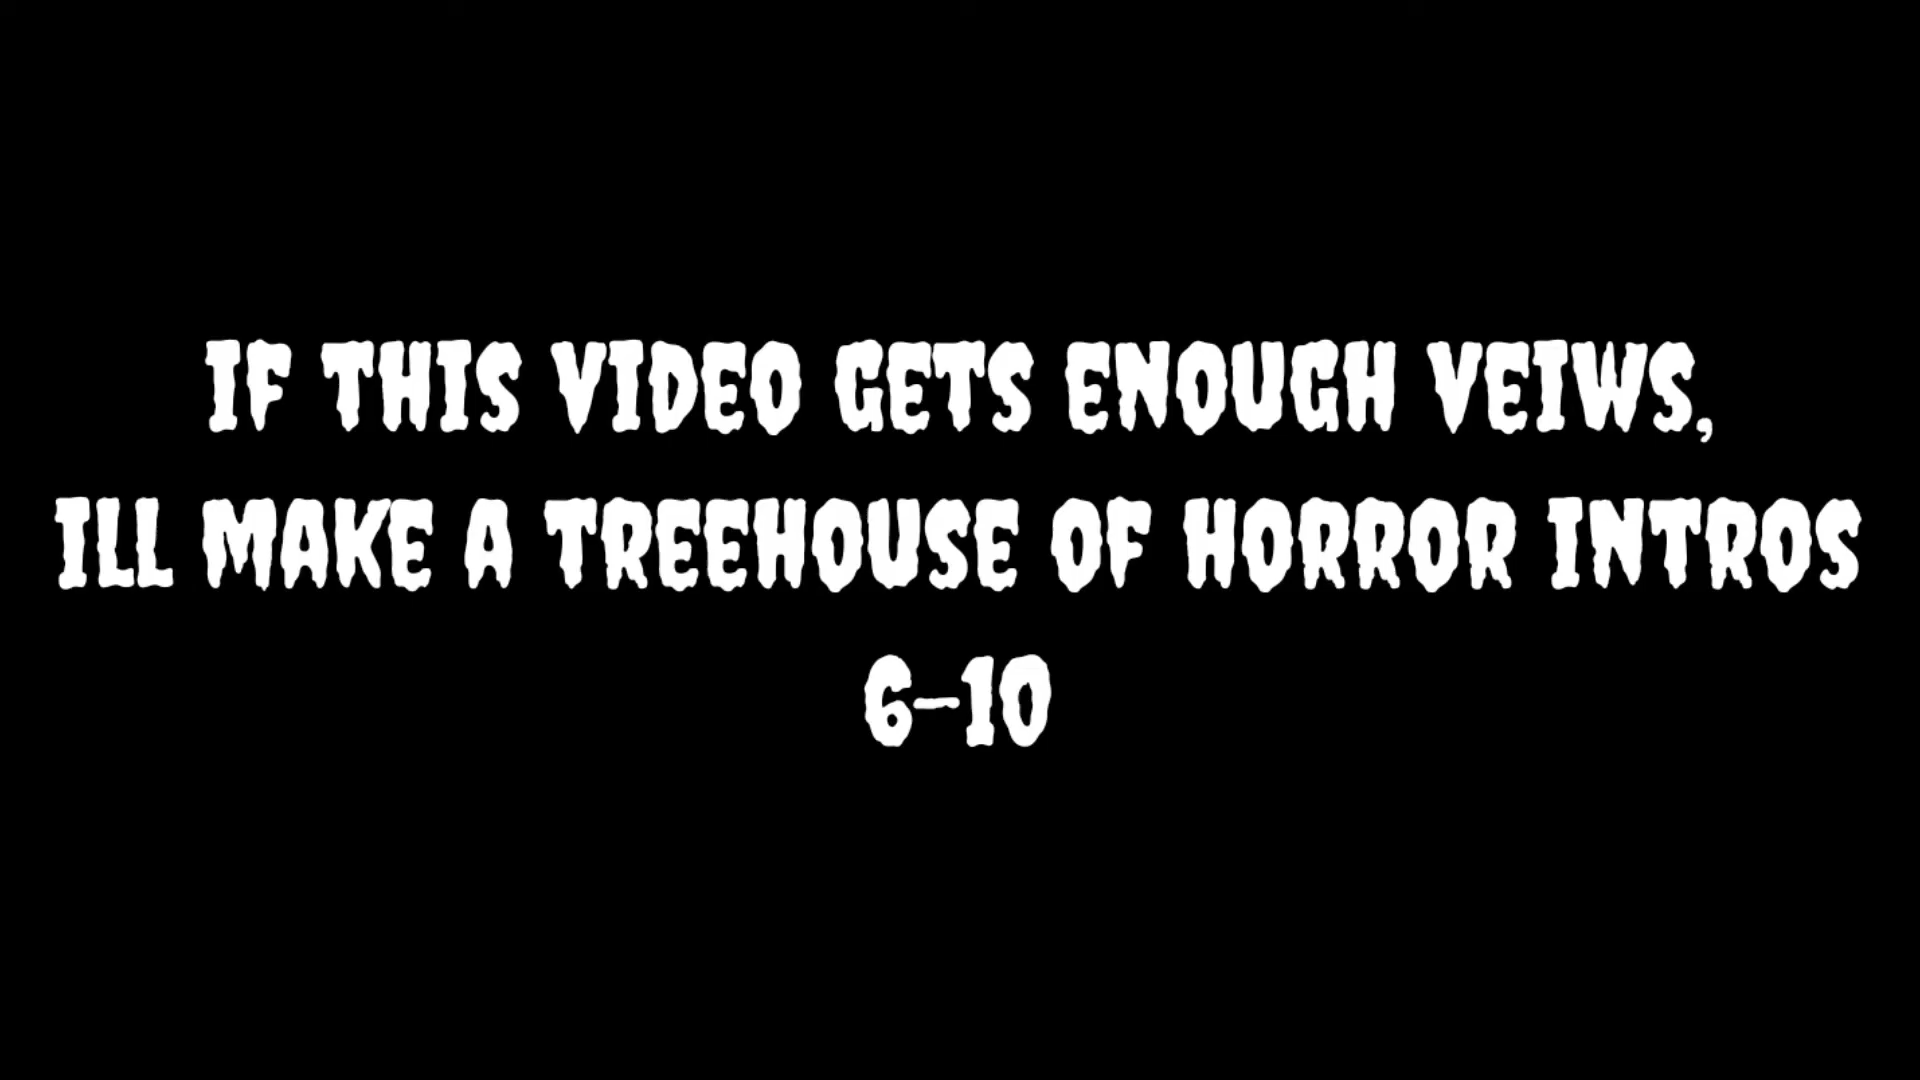 IF THIS VIDEO GETS ENOUGH VEIWS,
ILL MAKE A TREEHOUSE OF HORROR INTROS
6-10